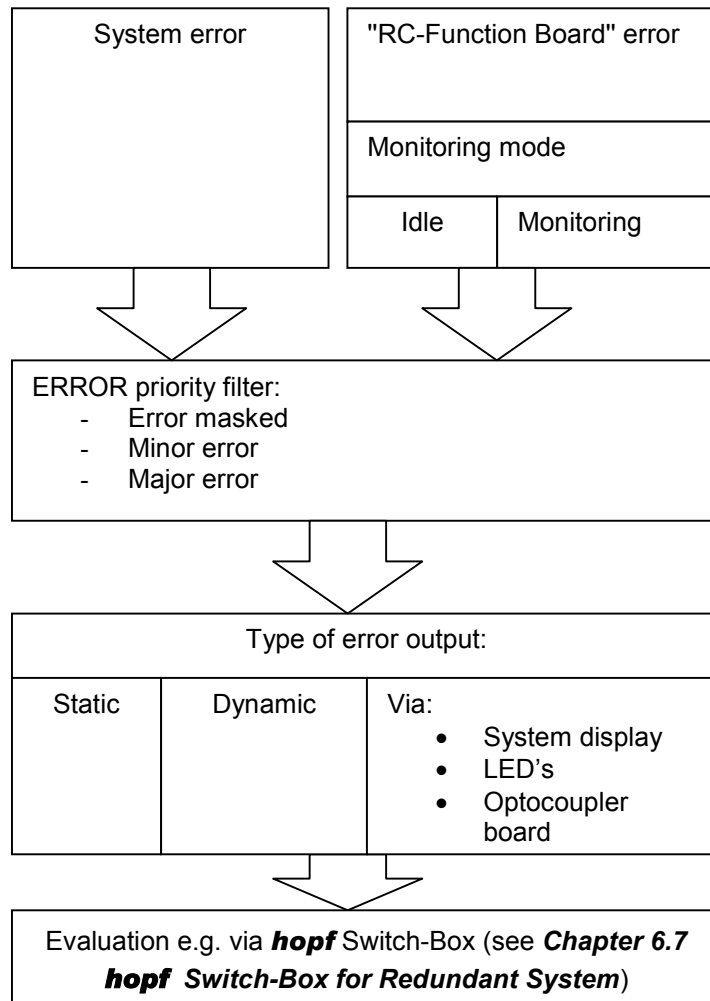 System error
"RC-Function Board" error
Monitoring mode
Idle
Monitoring
ERROR priority filter:
- Error masked
- Minor error
- Major error
Type of error output:
Static
Dynamic
Via:
• System display
• LED's
• Optocoupler
board
Evaluation e.g. via hopf Switch-Box (see Chapter 6.7
hopf Switch-Box for Redundant System)